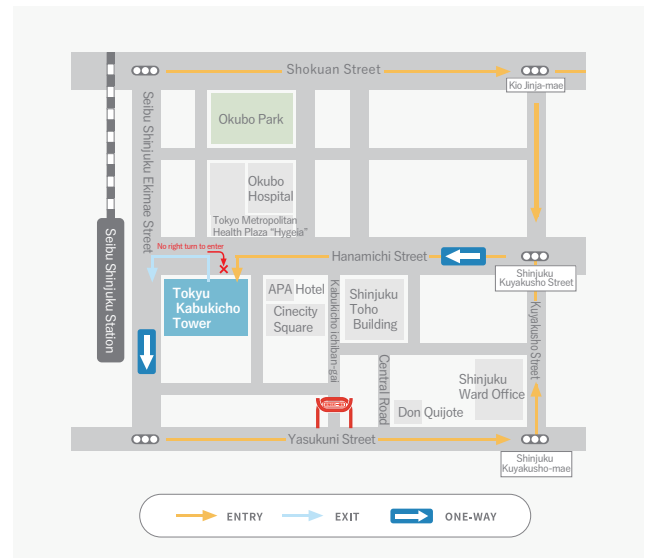 Shokuan Street
Kio Jinja-mae
Seibu Shinjuku Ekimae Street
Okubo Park
Okubo
Hospital
Tokyo Metropolitan
Health Plaza "Hygeia"
Seibu Shinjuku Station
No right turn to enter
Hanamichi Street
Shinjuku
Kuyakusho Street
Tokyu
Kabukicho
Tower
APA Hotel
Cinecity
Square
Kabukicho ichiban-gai
Shinjuku
Toho
Building
Kuyakusho Street
Central Road
Shinjuku
Ward Office
Don Quijote
Yasukuni Street
Shinjuku
Kuyakusho-mae
ENTRY
EXIT
ONE-WAY